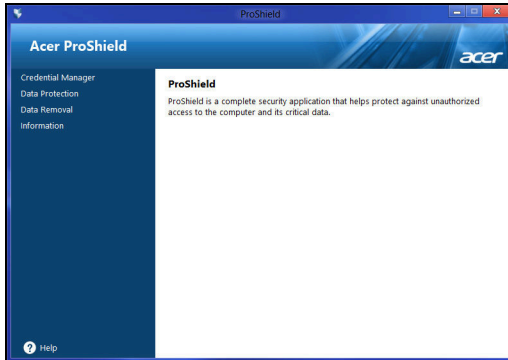 ProShield
Acer ProShield
acer
Credential Manager
Data Protection
Data Removal
Information
ProShield
ProShield is a complete security application that helps protect against unauthorized
access to the computer and its critical data.
? Help